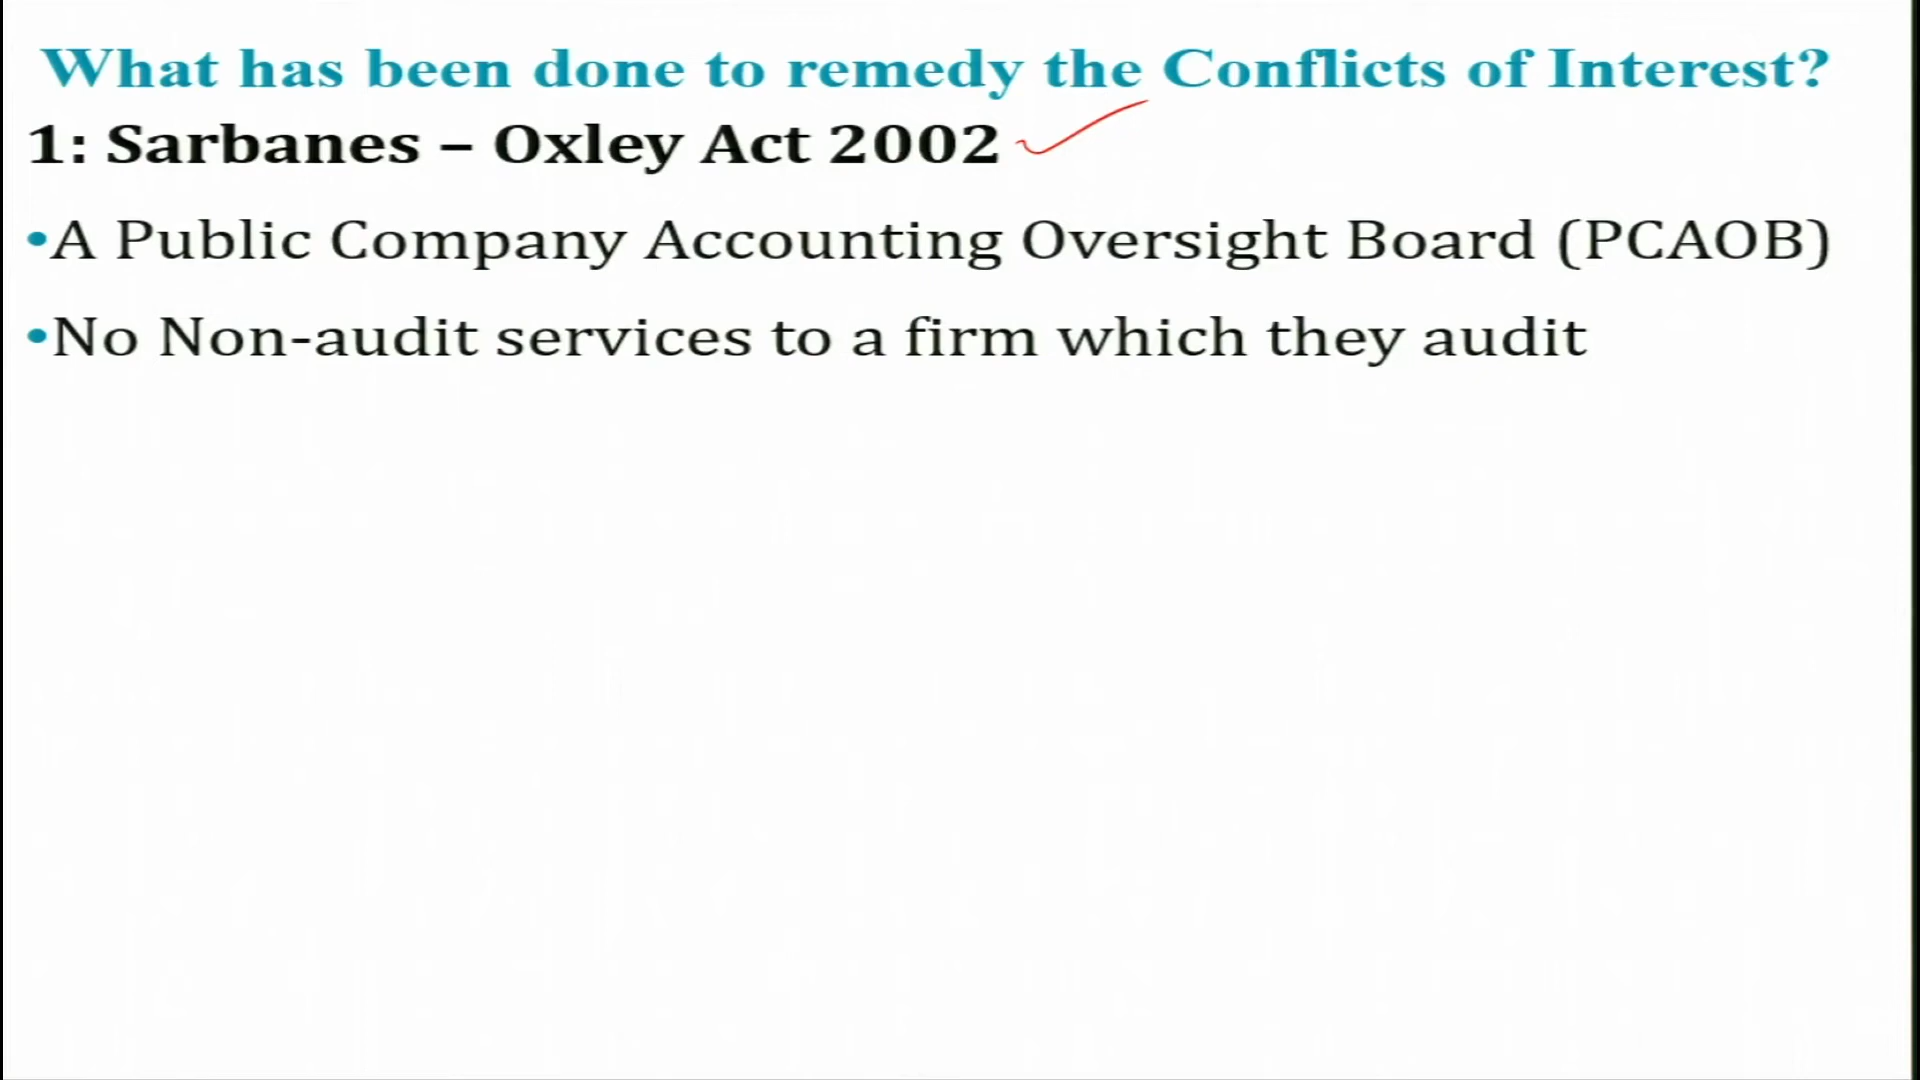 What has been done to remedy the Conflicts of Interest?
1: Sarbanes – Oxley Act 2002
•A Public Company Accounting Oversight Board (PCAOB)
•No Non-audit services to a firm which they audit